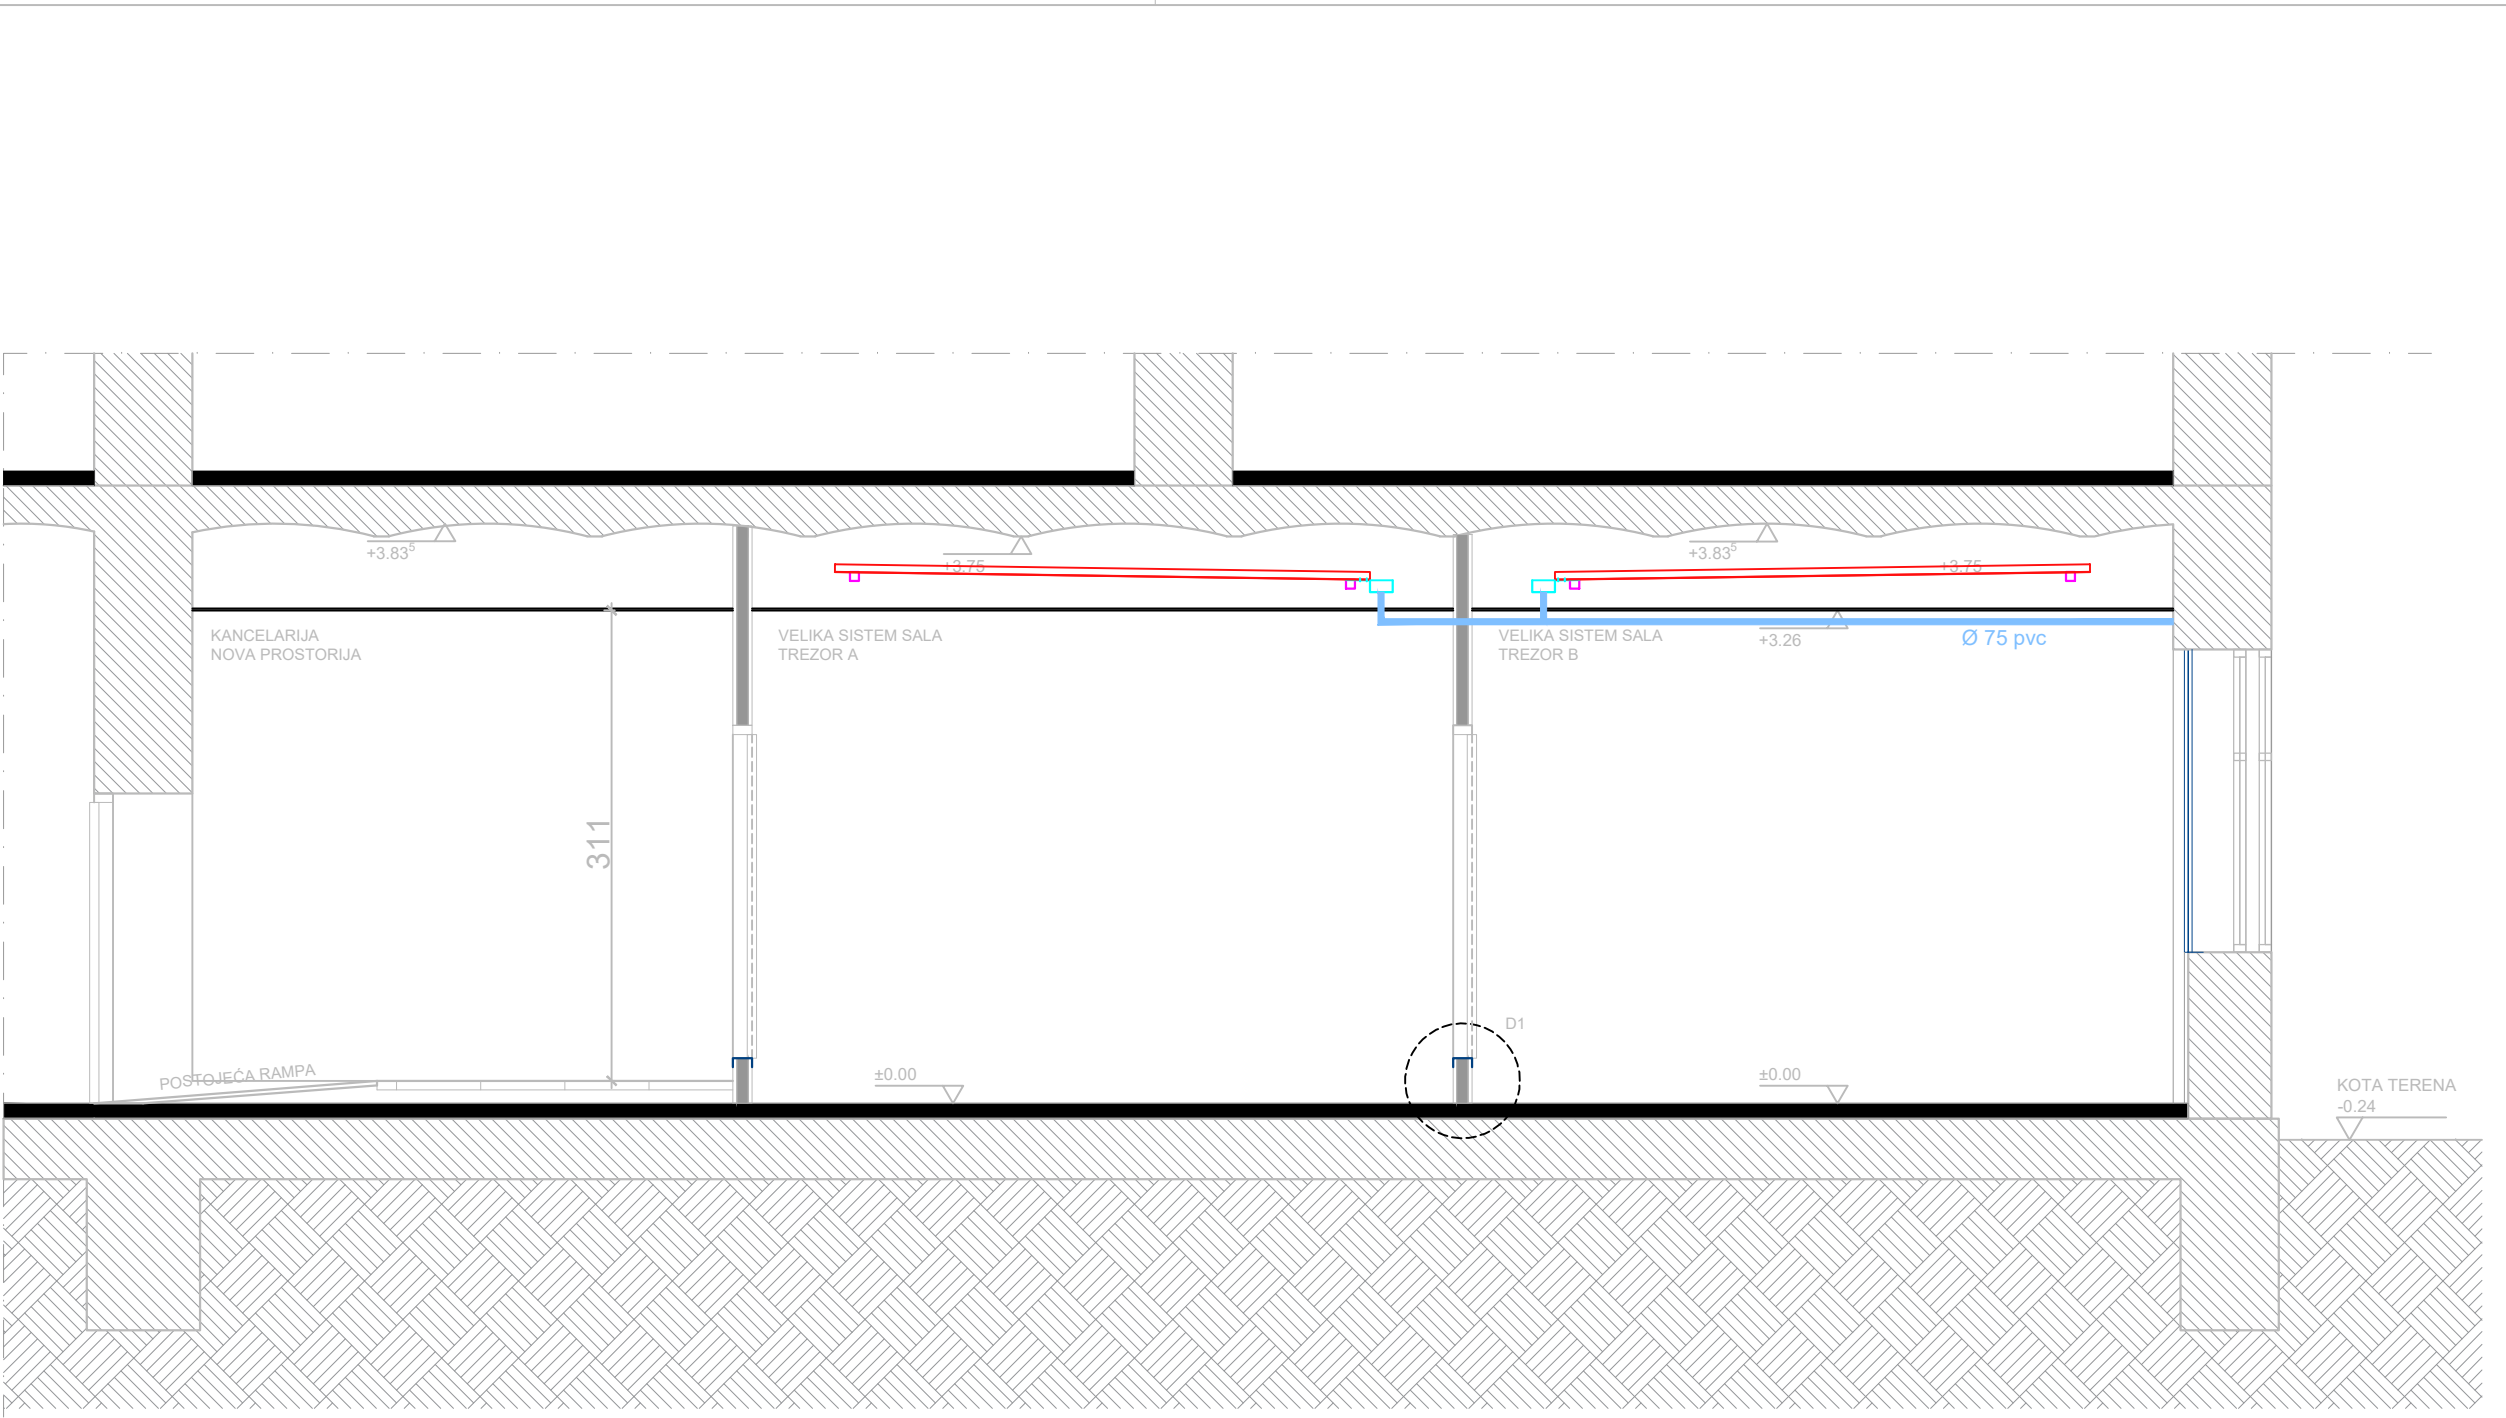 +3.83⁵
+3.75
+3.83⁵
+3.75
KANCELARIJA
NOVA PROSTORIJA
VELIKA SISTEM SALA
TREZOR A
VELIKA SISTEM SALA
TREZOR B
+3.26
Ø 75 pvc
311
D1
POSTOJEĆA RAMPA
±0.00
±0.00
KOTA TERENA
-0.24